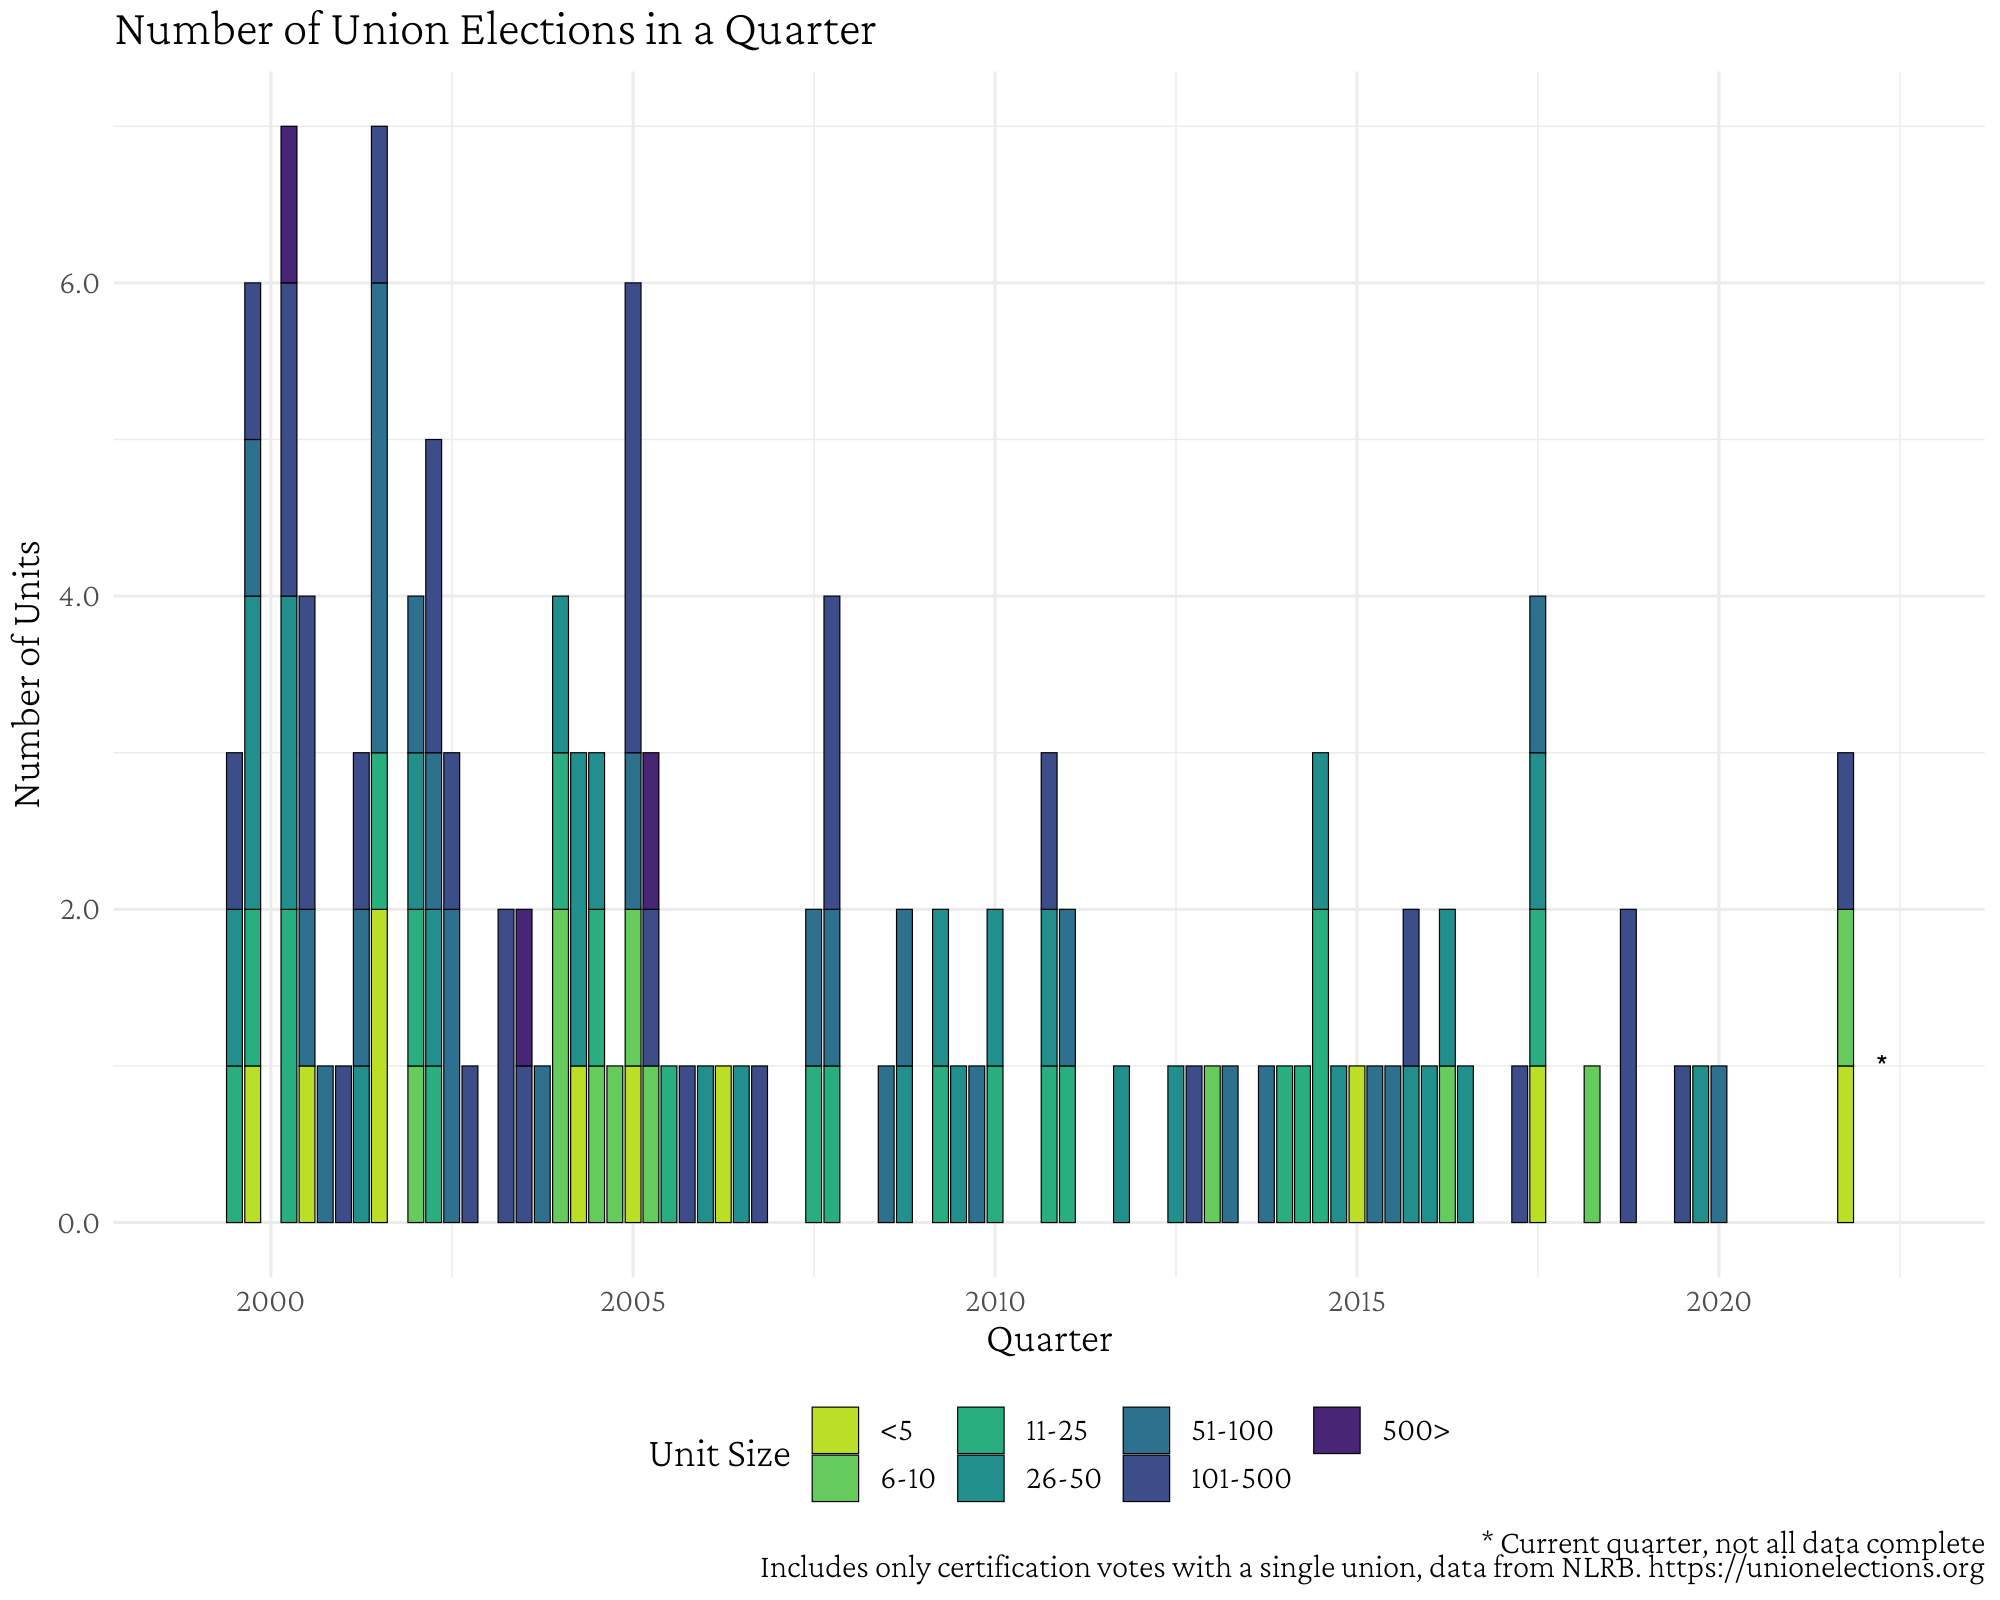 Number of Union Elections in a Quarter
Number of Units
6.0
4.0
2.0
0.0
*
2000 2005 2010 2015 2020
Quarter
Unit Size
<5 11-25 51-100 500>
6-10 26-50 101-500
* Current quarter, not all data complete
Includes only certification votes with a single union, data from NLRB. https://unionelections.org